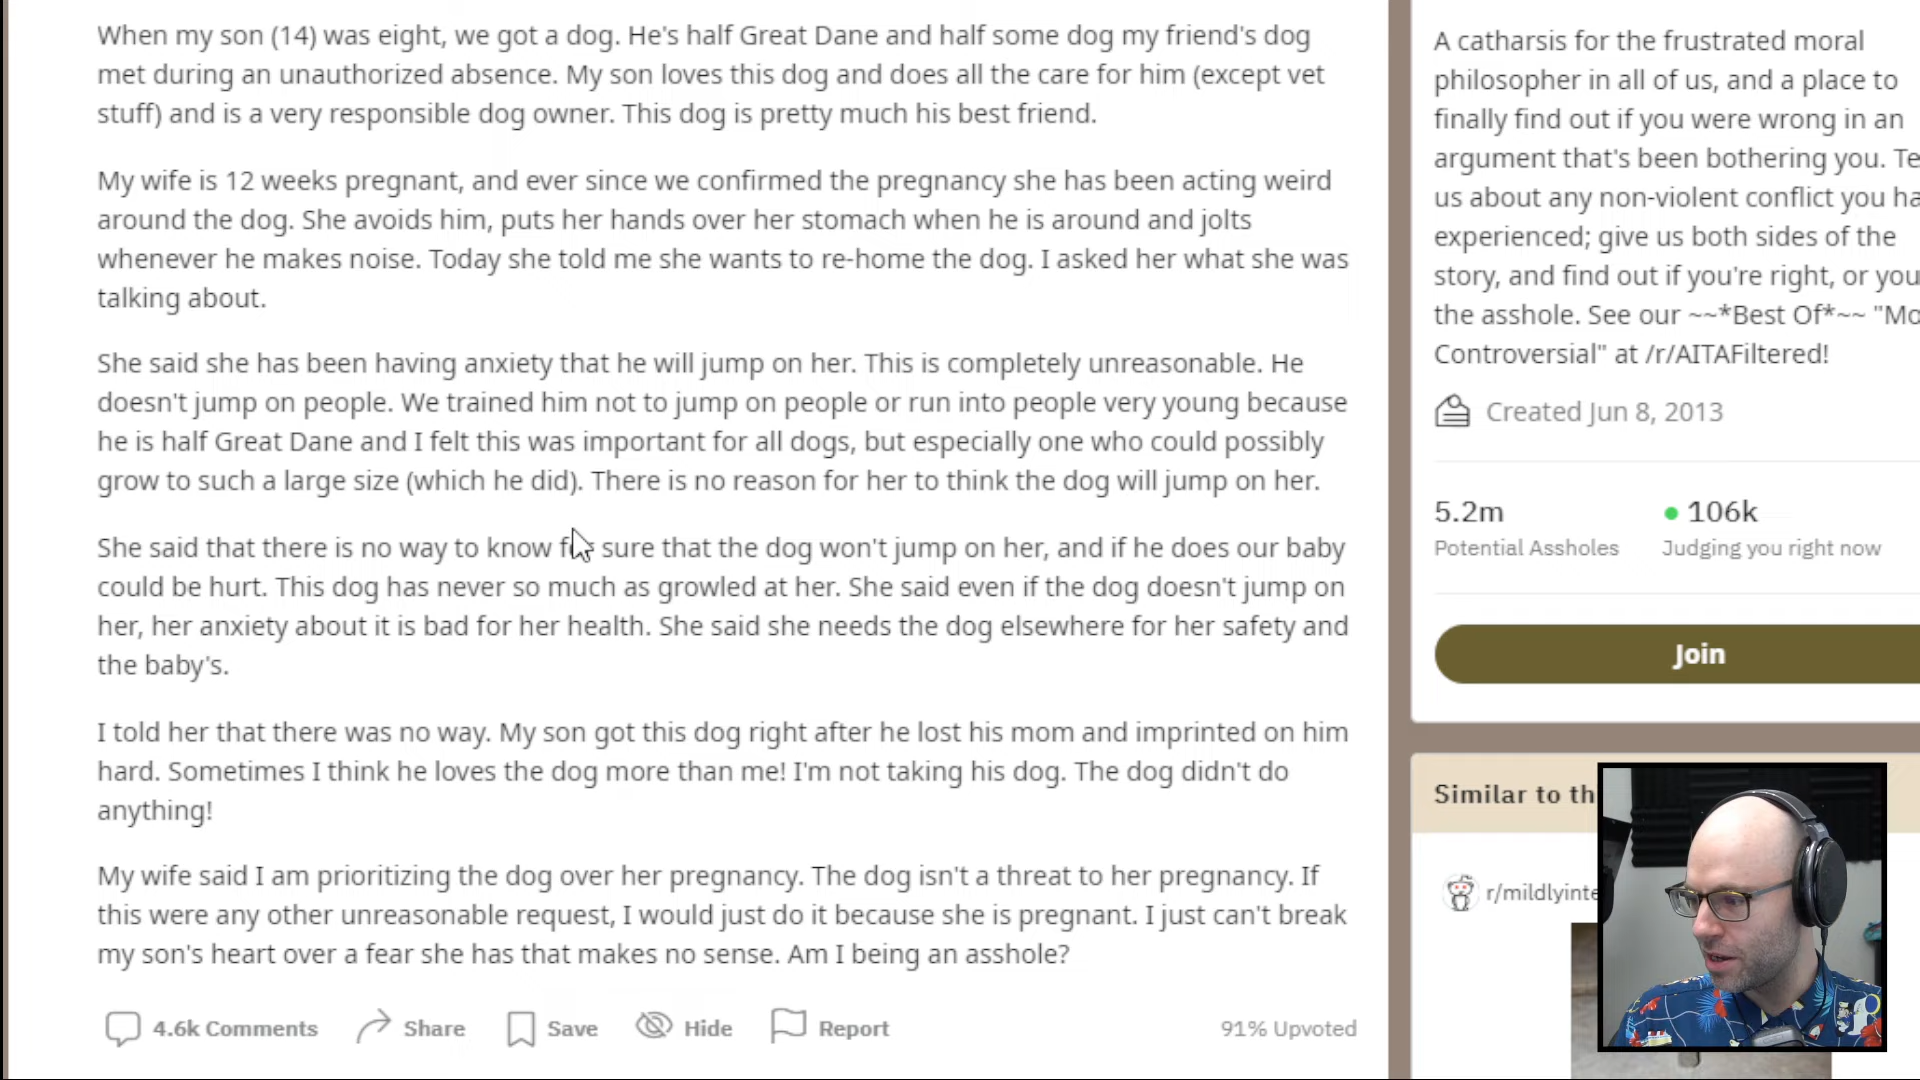 When my son (14) was eight, we got a dog. He's half Great Dane and half some dog my friend's dog
met during an unauthorized absence. My son loves this dog and does all the care for him (except vet
stuff) and is a very responsible dog owner. This dog is pretty much his best friend.
My wife is 12 weeks pregnant, and ever since we confirmed the pregnancy she has been acting weird
around the dog. She avoids him, puts her hands over her stomach when he is around and jolts
whenever he makes noise. Today she told me she wants to re-home the dog. I asked her what she was
talking about.
She said she has been having anxiety that he will jump on her. This is completely unreasonable. He
doesn't jump on people. We trained him not to jump on people or run into people very young because
he is half Great Dane and I felt this was important for all dogs, but especially one who could possibly
grow to such a large size (which he did). There is no reason for her to think the dog will jump on her.
She said that there is no way to know for sure that the dog won't jump on her, and if he does our baby
could be hurt. This dog has never so much as growled at her. She said even if the dog doesn't jump on
her, her anxiety about it is bad for her health. She said she needs the dog elsewhere for her safety and
the baby's.
I told her that there was no way. My son got this dog right after he lost his mom and imprinted on him
hard. Sometimes I think he loves the dog more than me! I'm not taking his dog. The dog didn't do
anything!
My wife said I am prioritizing the dog over her pregnancy. The dog isn't a threat to her pregnancy. If
this were any other unreasonable request, I would just do it because she is pregnant. I just can't break
my son's heart over a fear she has that makes no sense. Am I being an asshole?
4.6k Comments Share Save Hide Report 91% Upvoted
A catharsis for the frustrated moral
philosopher in all of us, and a place to
finally find out if you were wrong in an
argument that's been bothering you. Te
us about any non-violent conflict you ha
experienced; give us both sides of the
story, and find out if you're right, or you
the asshole. See our ~~*Best Of*~~ "Mo
Controversial" at /r/AITAFiltered!
Created Jun 8, 2013
5.2m 106k
Potential Assholes Judging you right now
Join
Similar to th
r/mildlyinte